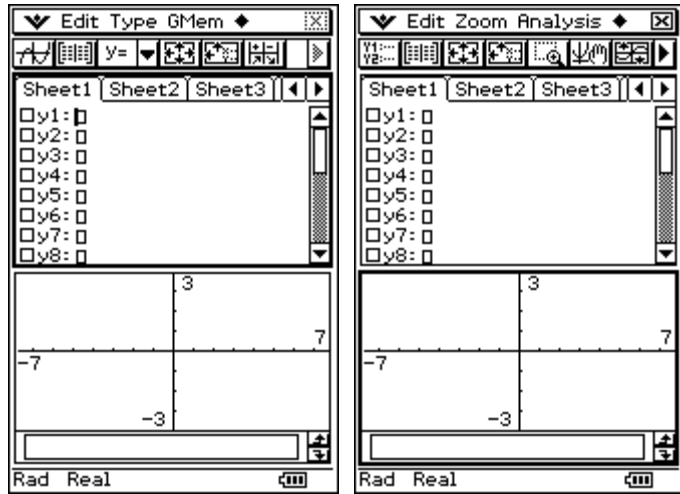 Edit Type GMem
y=
Sheet1 Sheet2 Sheet3
y1:
y2:
y3:
y4:
y5:
y6:
y7:
y8:
3
7
-7
-3
Rad Real
Edit Zoom Analysis
Y1:
Y2:
Sheet1 Sheet2 Sheet3
y1:
y2:
y3:
y4:
y5:
y6:
y7:
y8:
3
7
-7
-3
Rad Real